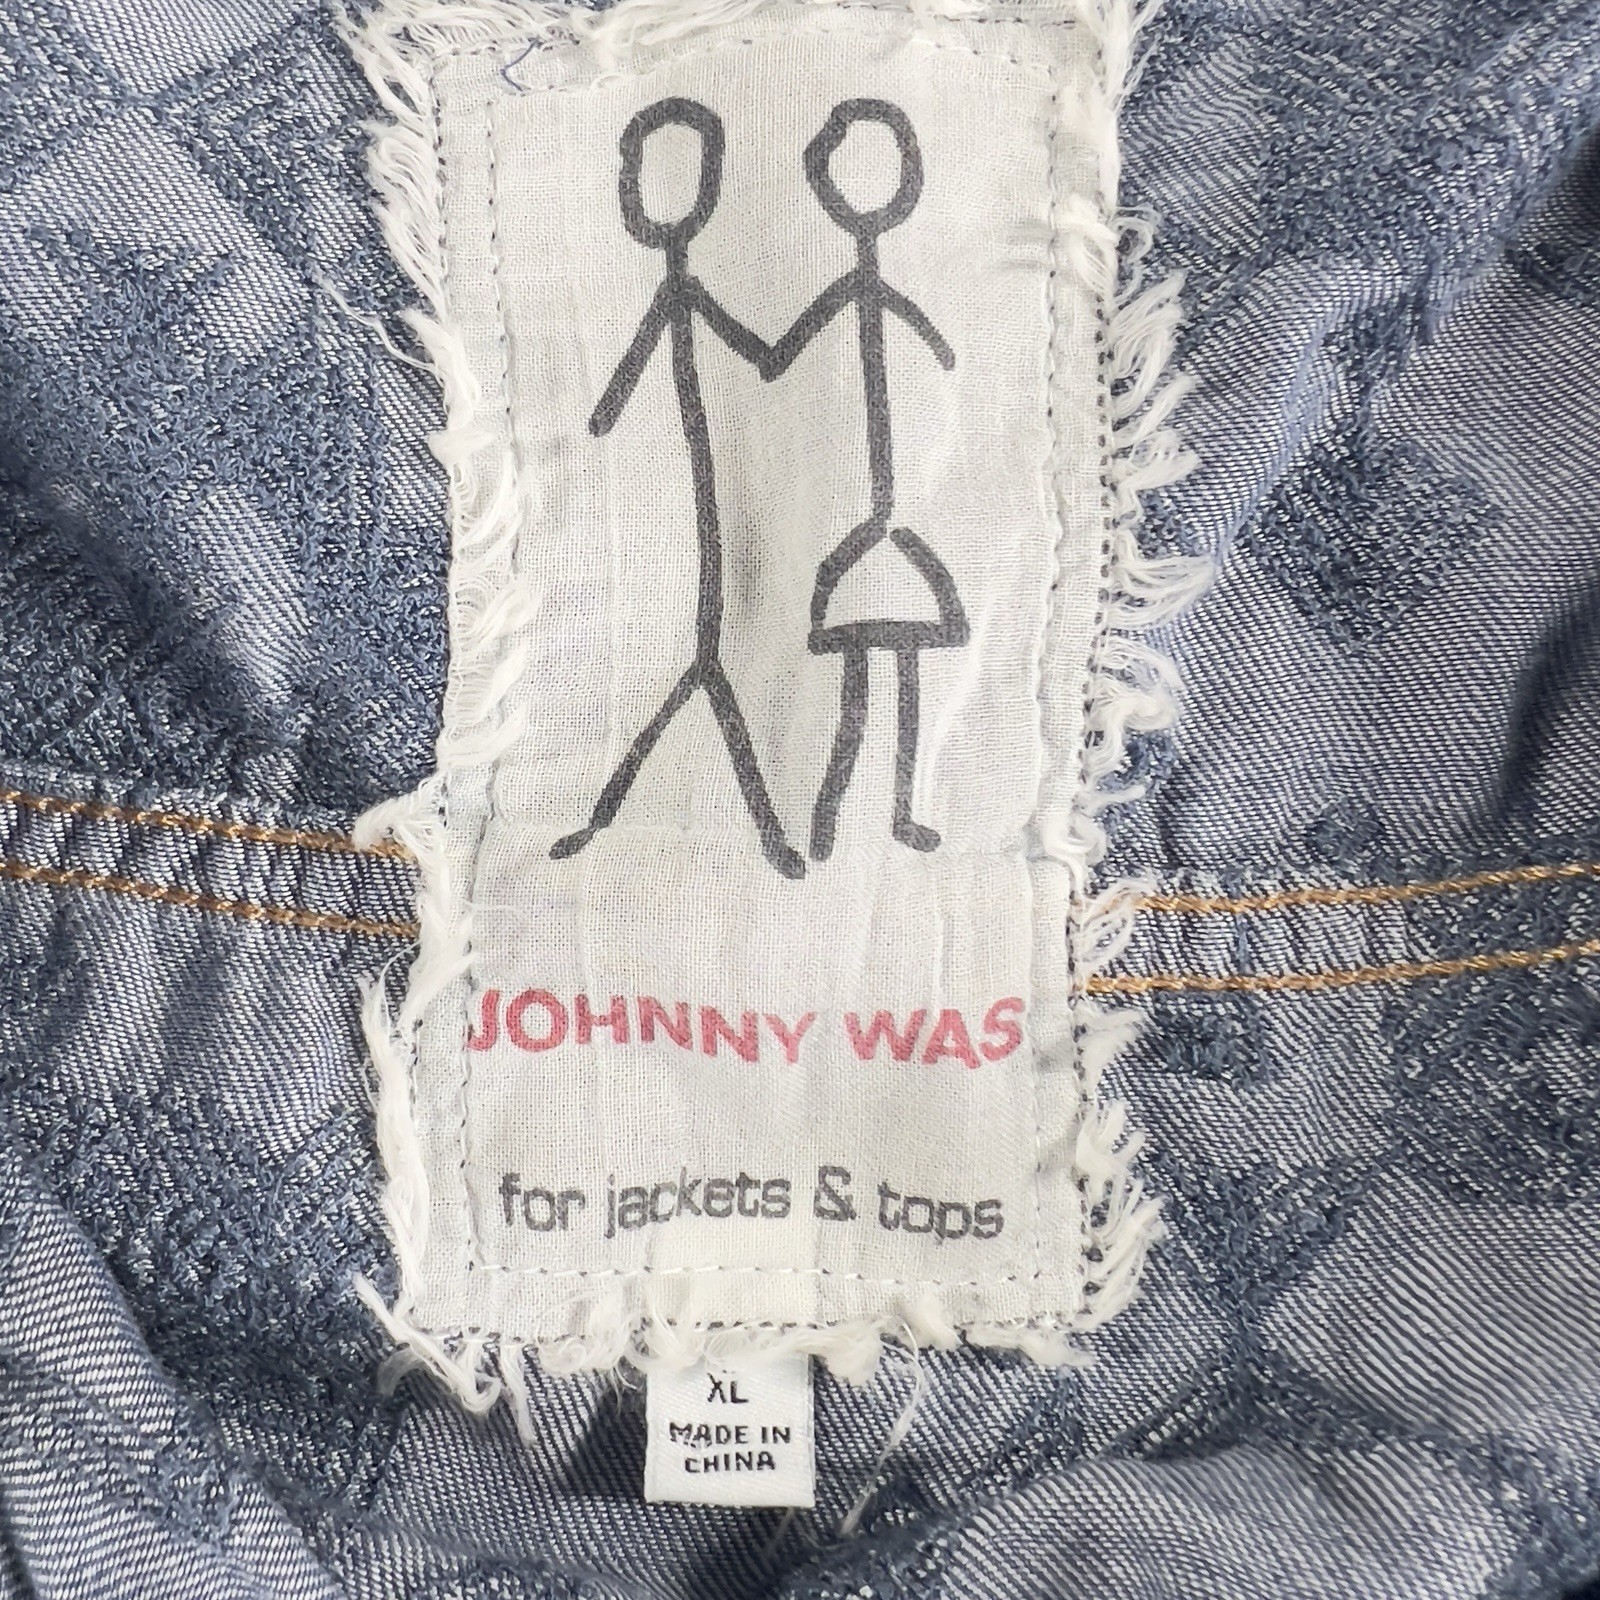 JOHNNY WAS
for jackets & tops
XL
MADE IN
CHINA